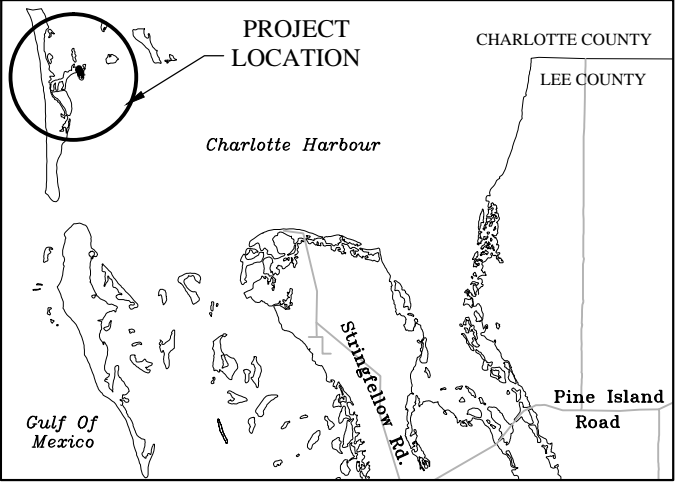 PROJECT
LOCATION
CHARLOTTE COUNTY
LEE COUNTY
Charlotte Harbour
Stringfellow Rd.
Pine Island
Road
Gulf Of
Mexico